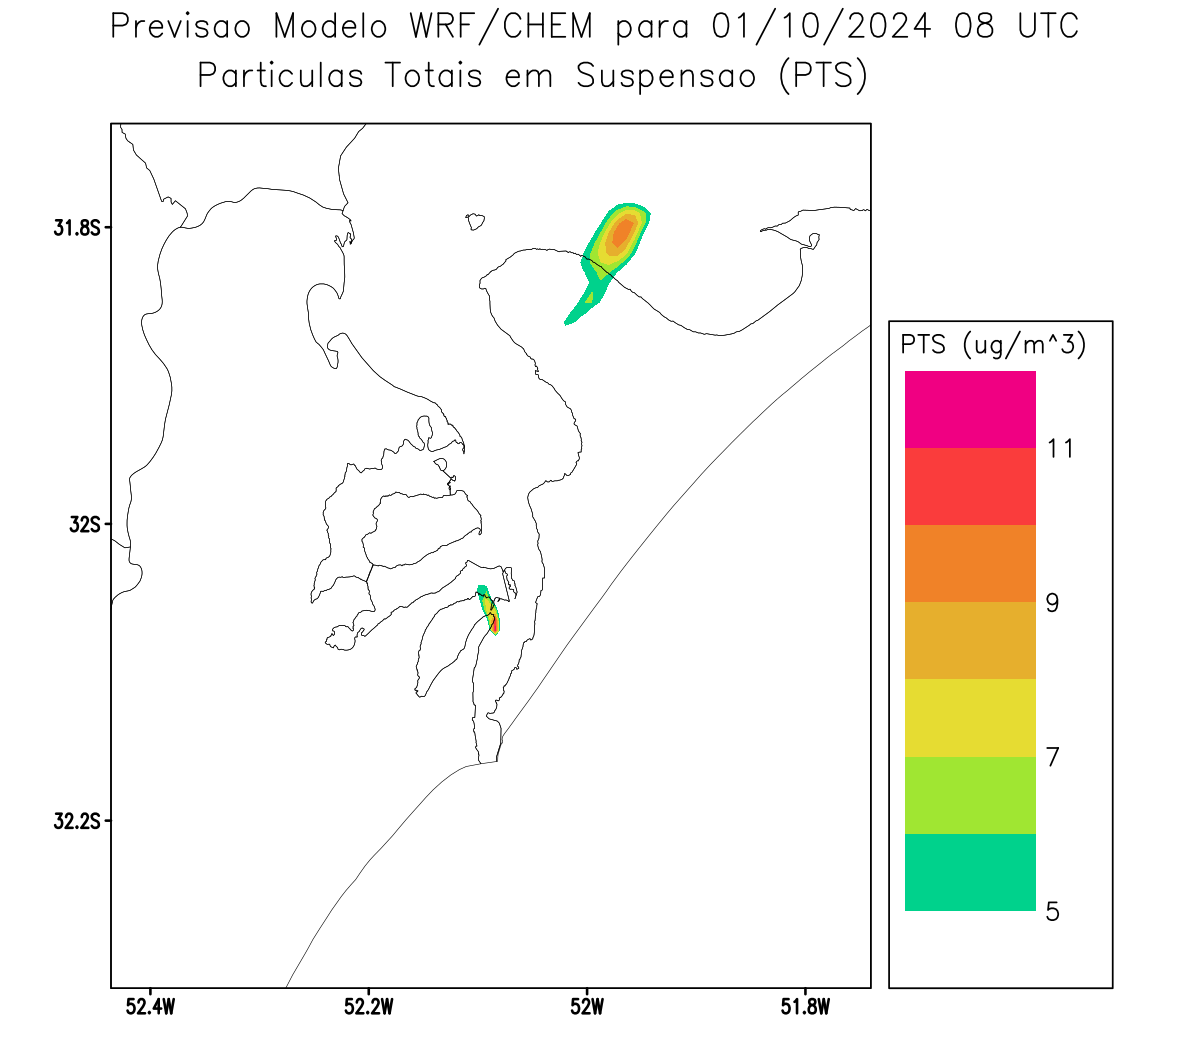 Previsao Modelo WRF/CHEM para 01/10/2024 08 UTC
Particulas Totais em Suspensao (PTS)
31.8S
32S
32.2S
52.4W
52.2W
52W
51.8W
PTS (ug/m^3)
11
9
7
5